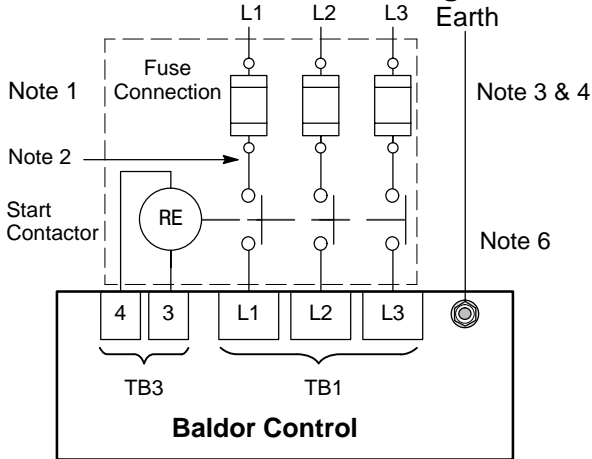 L1 L2 L3
Earth
Fuse
Connection
Note 1
Note 3 & 4
Note 2
Start
Contactor
RE
Note 6
4 3 L1 L2 L3
TB3 TB1
Baldor Control